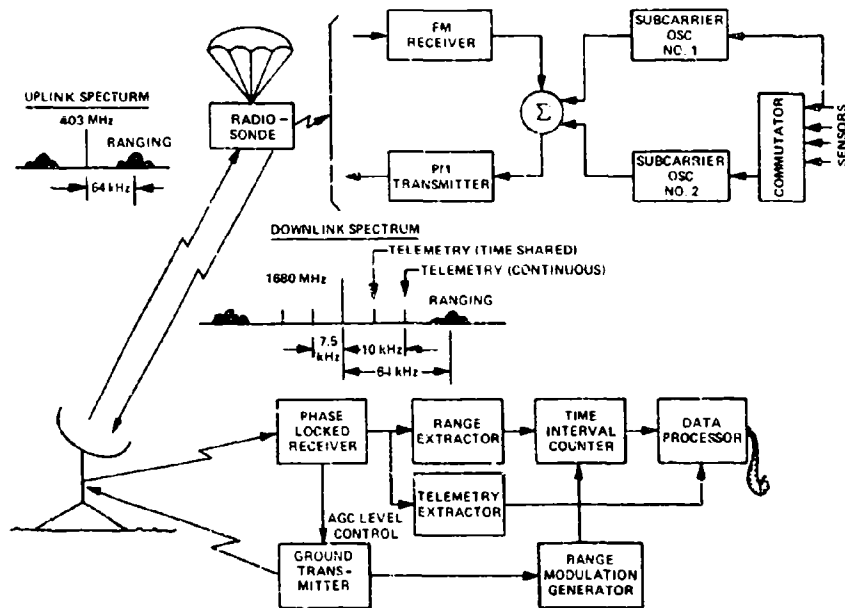 FM
RECEIVER
SUBCARRIER
OSC
NO. 1
UPLINK SPECTURM
403 MHz
RANGING
64 kHz
RADIO-
SONDE
Σ
COMMUTATOR
SENSORS
PM
TRANSMITTER
SUBCARRIER
OSC
NO. 2
DOWNLINK SPECTRUM
TELEMETRY (TIME SHARED)
TELEMETRY (CONTINUOUS)
1680 MHz
RANGING
7.5
kHz
10 kHz
64 kHz
PHASE
LOCKED
RECEIVER
RANGE
EXTRACTOR
TIME
INTERVAL
COUNTER
DATA
PROCESSOR
TELEMETRY
EXTRACTOR
AGC LEVEL
CONTROL
GROUND
TRANS-
MITTER
RANGE
MODULATION
GENERATOR